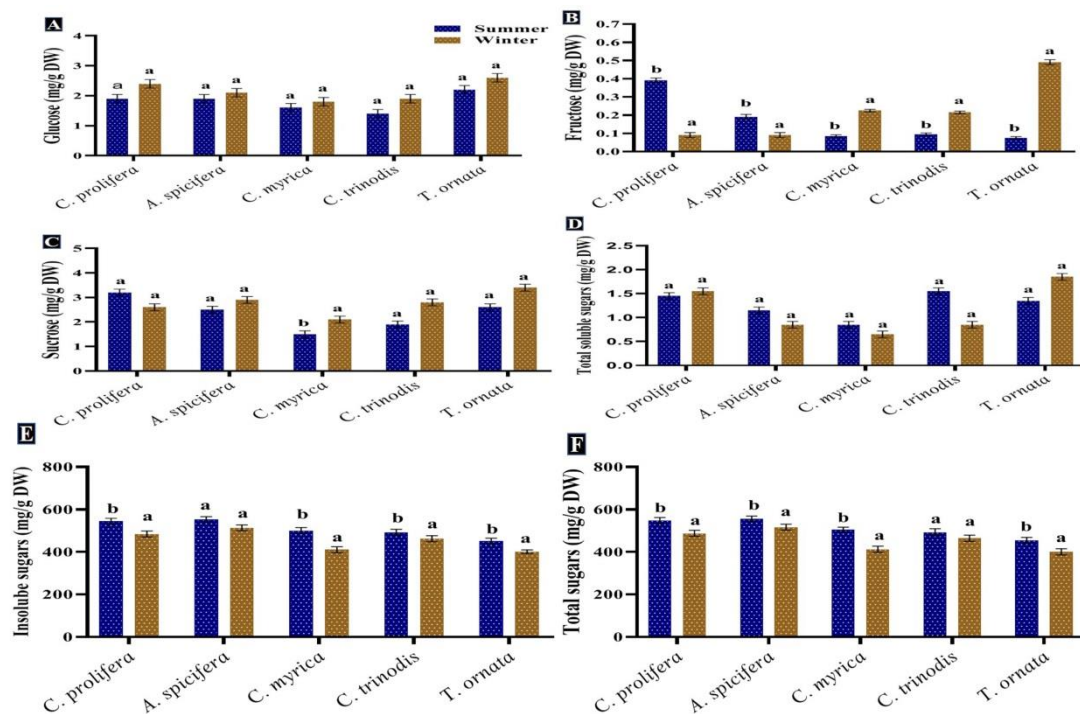 A
Summer
Winter
Glucose (mg/g DW)
4
3
2
1
0
a a a a a a a a a a
C. prolifera
A. spicifera
C. myrica
C. trinodis
T. ornata
B
Fructose (mg/g DW)
0.7
0.6
0.5
0.4
0.3
0.2
0.1
0.0
b a b a b a b a b a
C. prolifera
A. spicifera
C. myrica
C. trinodis
T. ornata
C
Sucrose (mg/g DW)
5
4
3
2
1
0
a a a a b a a a a a
C. prolifera
A. spicifera
C. myrica
C. trinodis
T. ornata
D
Total soluble sugars (mg/g DW)
2.5
2.0
1.5
1.0
0.5
0.0
a a a a a a a a a a
C. prolifera
A. spicifera
C. myrica
C. trinodis
T. ornata
E
Insolube sugars (mg/g DW)
800
600
400
200
0
b a a a b a b a b a
C. prolifera
A. spicifera
C. myrica
C. trinodis
T. ornata
F
Total sugars (mg/g DW)
800
600
400
200
0
b a b a b a a a b a
C. prolifera
A. spicifera
C. myrica
C. trinodis
T. ornata